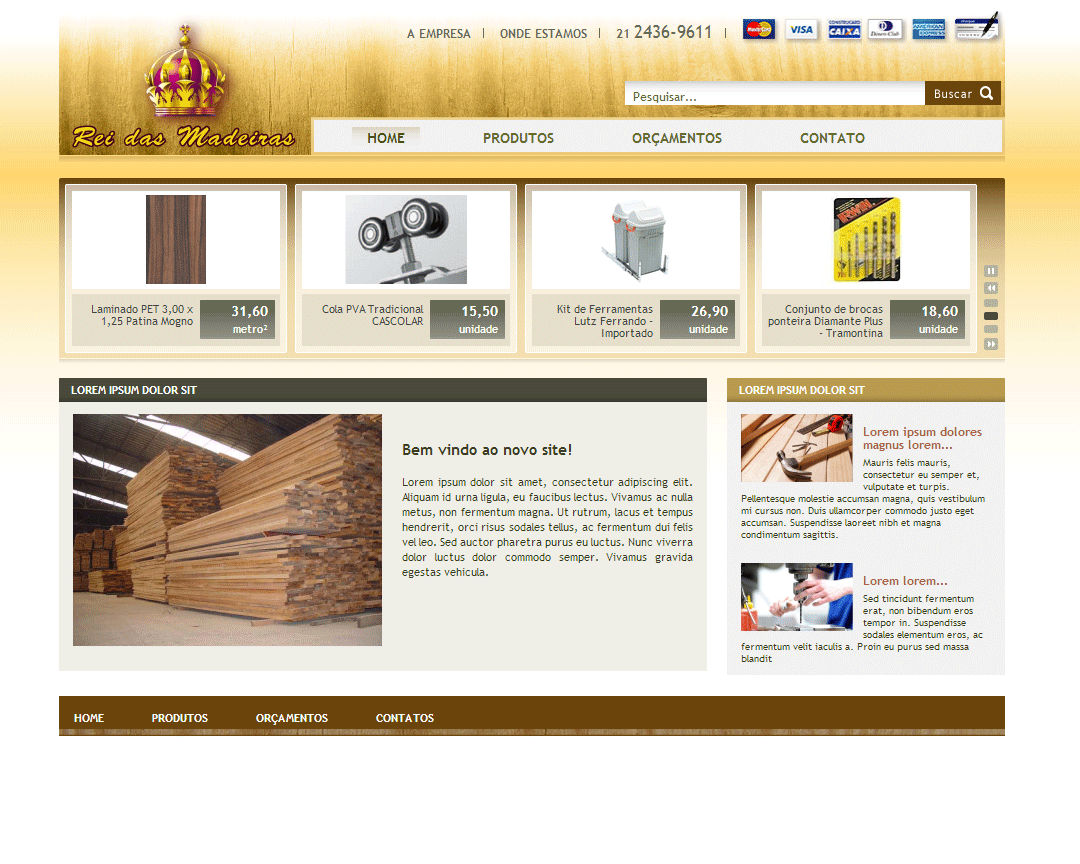 A EMPRESA | ONDE ESTAMOS | 21 2436-9611 |
MasterCard VISA CONSTRUCARD CAIXA Diners Club AMERICAN EXPRESS
Pesquisar... Buscar
Rei das Madeiras
HOME PRODUTOS ORÇAMENTOS CONTATO
IRWIN
Laminado PET 3,00 x
1,25 Patina Mogno
31,60
metro²
Cola PVA Tradicional
CASCOLAR
15,50
unidade
Kit de Ferramentas
Lutz Ferrando -
Importado
26,90
unidade
Conjunto de brocas
ponteira Diamante Plus
- Tramontina
18,60
unidade
LOREM IPSUM DOLOR SIT
Bem vindo ao novo site!
Lorem ipsum dolor sit amet, consectetur adipiscing elit.
Aliquam id urna ligula, eu faucibus lectus. Vivamus ac nulla
metus, non fermentum magna. Ut rutrum, lacus et tempus
hendrerit, orci risus sodales tellus, ac fermentum dui felis
vel leo. Sed auctor pharetra purus eu luctus. Nunc viverra
dolor luctus dolor commodo semper. Vivamus gravida
egestas vehicula.
LOREM IPSUM DOLOR SIT
Lorem ipsum dolores
magnus lorem...
Mauris felis mauris,
consectetur eu semper et,
vulputate et turpis.
Pellentesque molestie accumsan magna, quis vestibulum
mi cursus non. Duis ullamcorper commodo justo eget
accumsan. Suspendisse laoreet nibh et magna
condimentum sagittis.
Lorem lorem...
Sed tincidunt fermentum
erat, non bibendum eros
tempor in. Suspendisse
sodales elementum eros, ac
fermentum velit iaculis a. Proin eu purus sed massa
blandit
HOME PRODUTOS ORÇAMENTOS CONTATOS